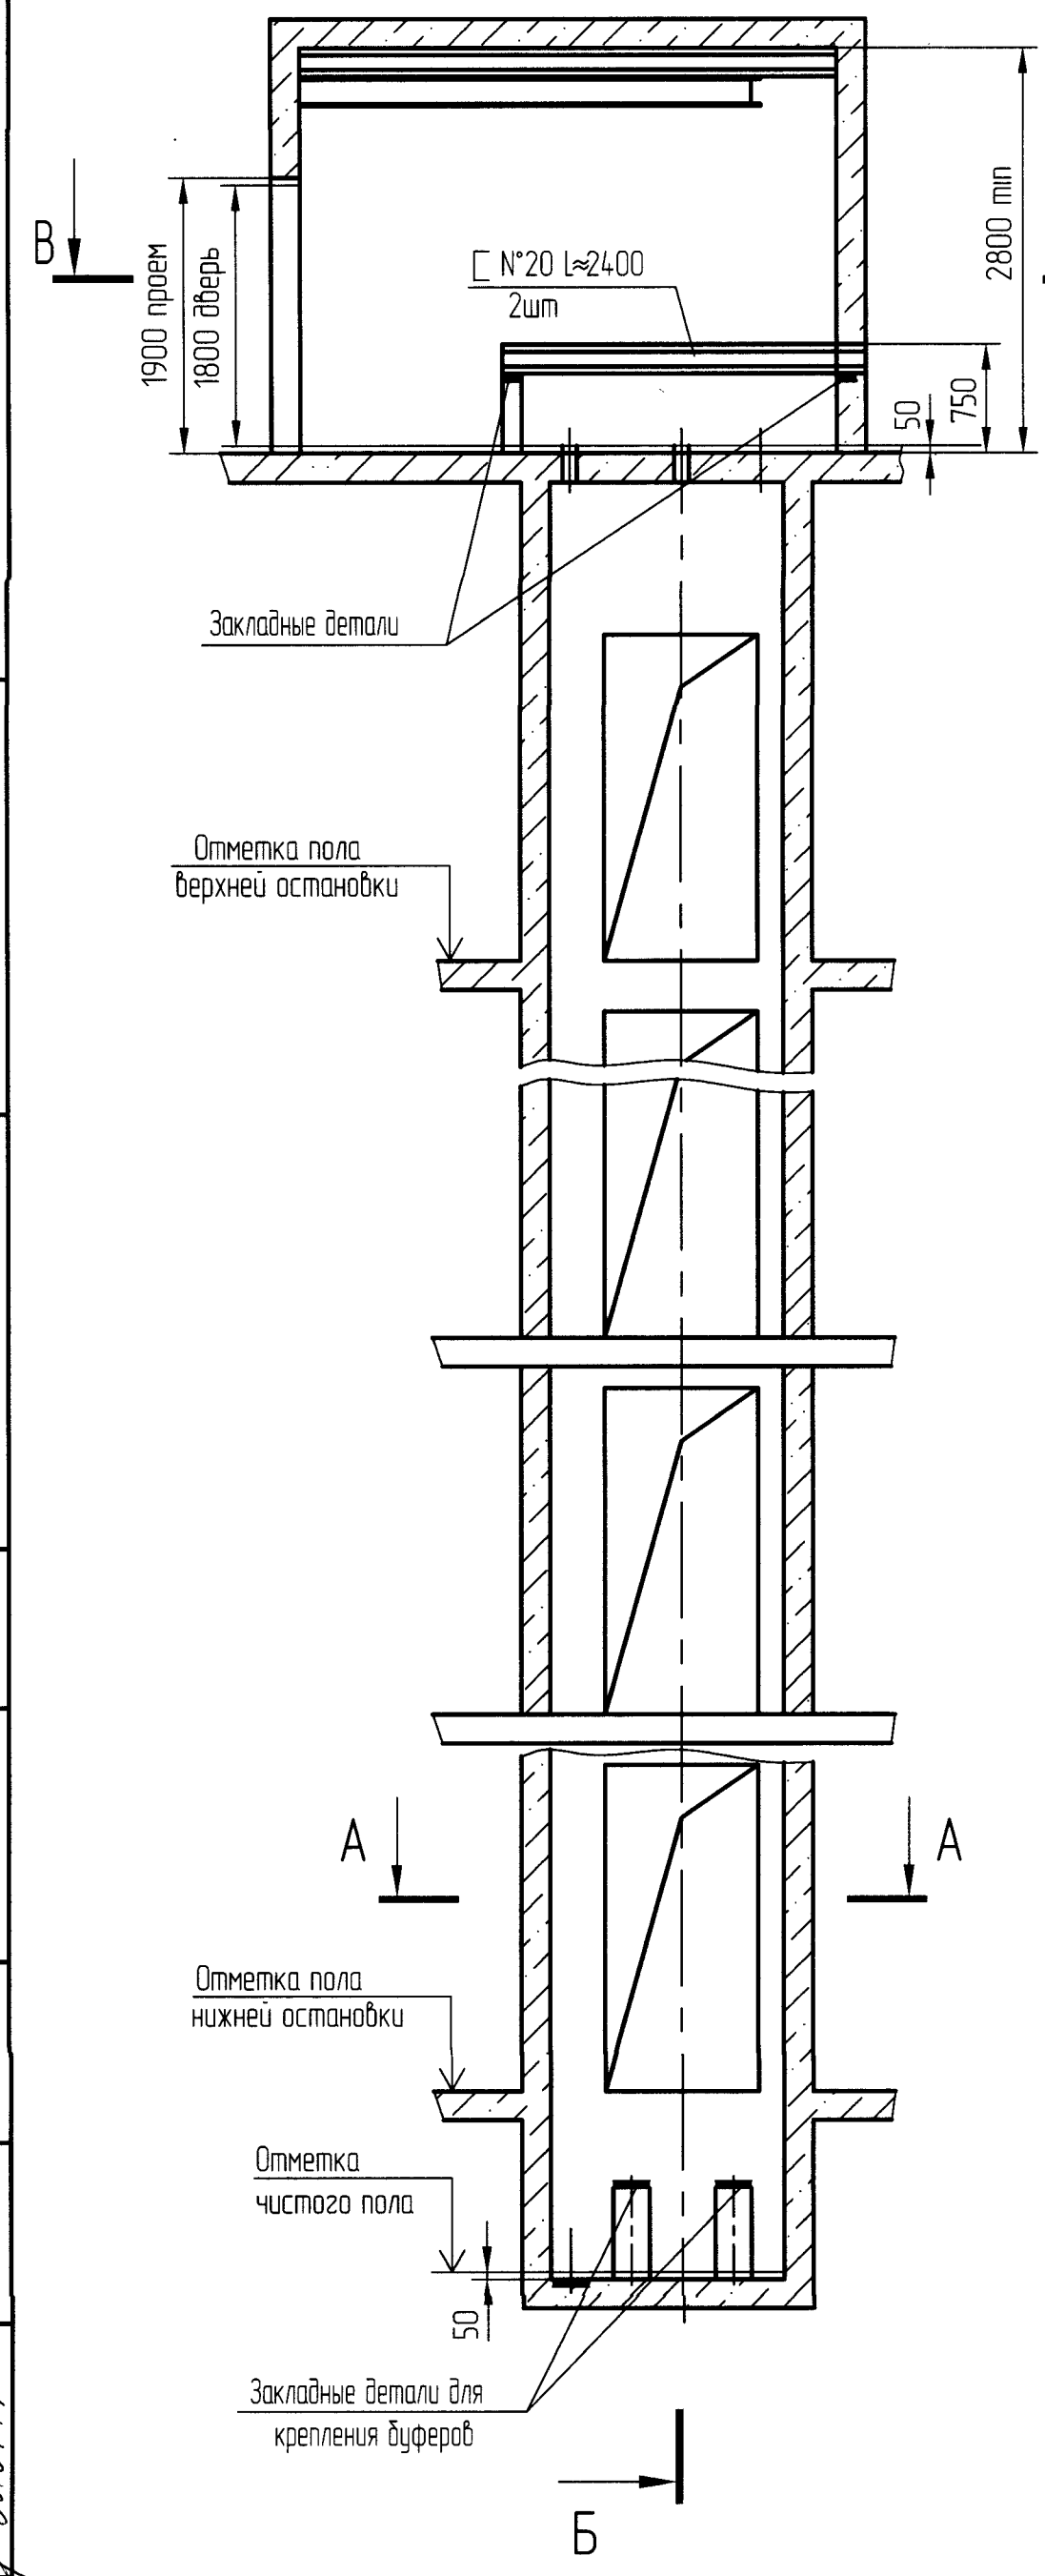 В
1900 проем
1800 дверь
[ N°20 L≈2400
2шт
2800 min
50
750
Закладные детали
Отметка пола
верхней остановки
А
А
Отметка пола
нижней остановки
Отметка
чистого пола
50
Закладные детали для
крепления буферов
Б